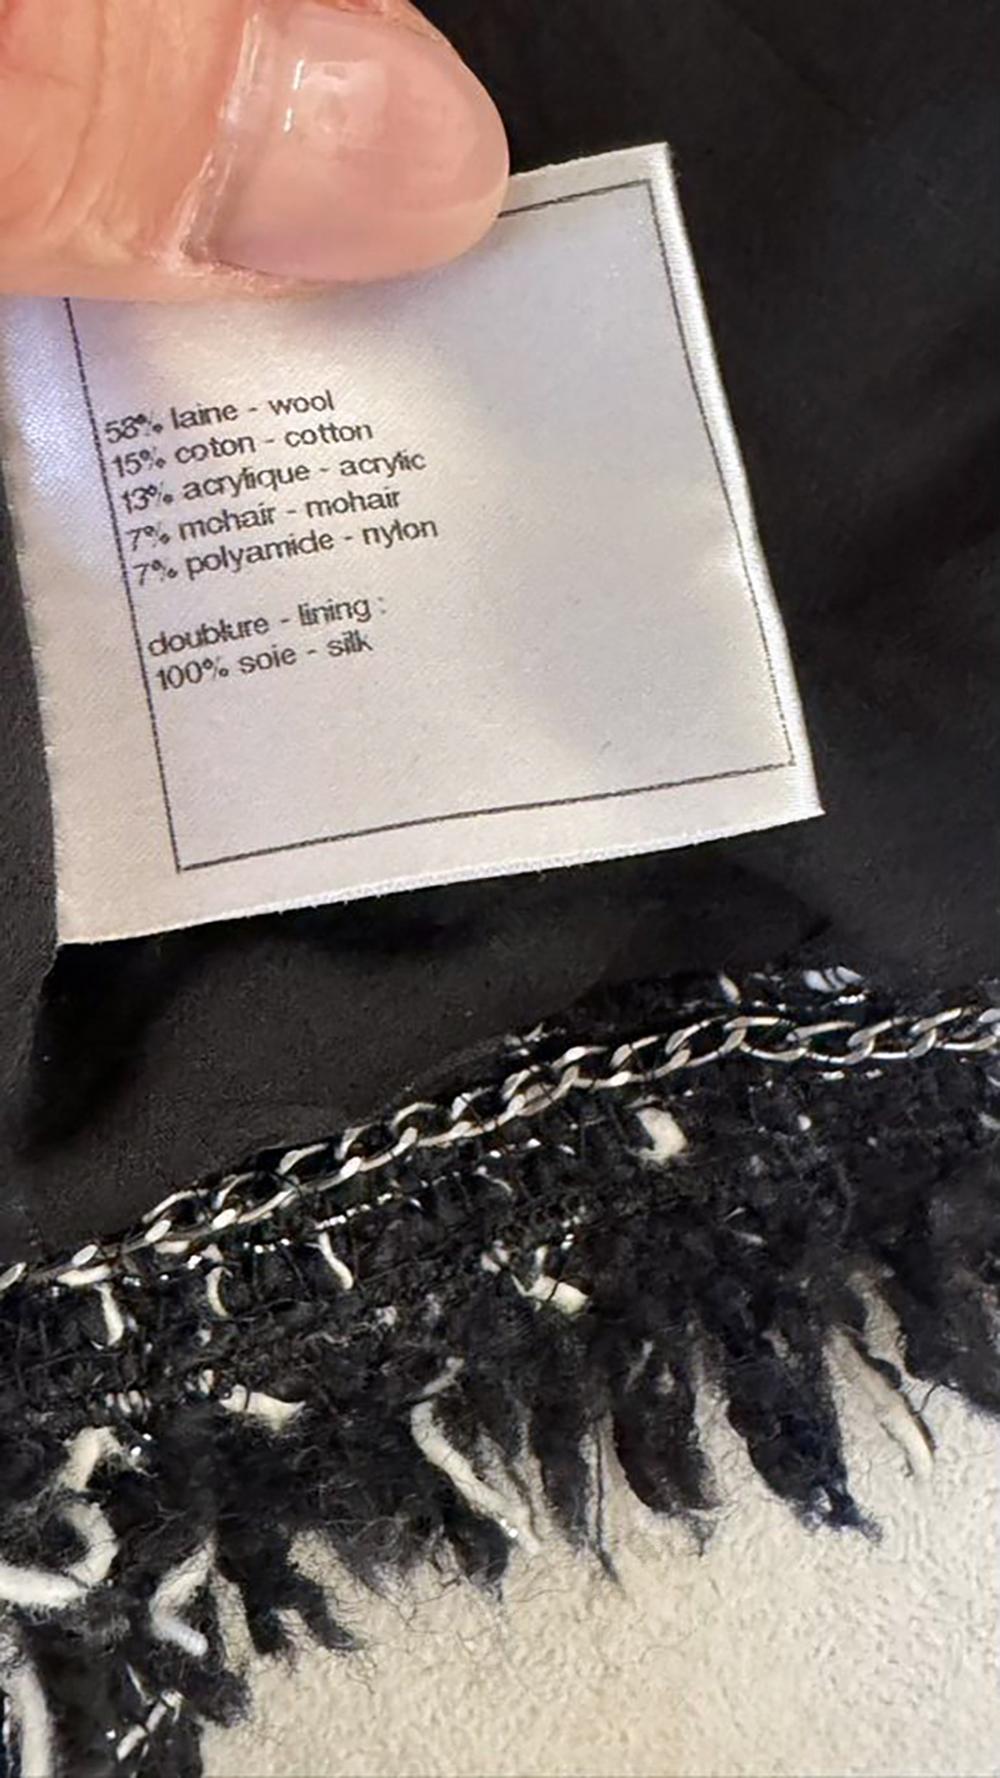 58% laine - wool
15% coton - cotton
13% acrylique - acrylic
7% mohair - mohair
7% polyamide - nylon
doublure - lining :
100% soie - silk